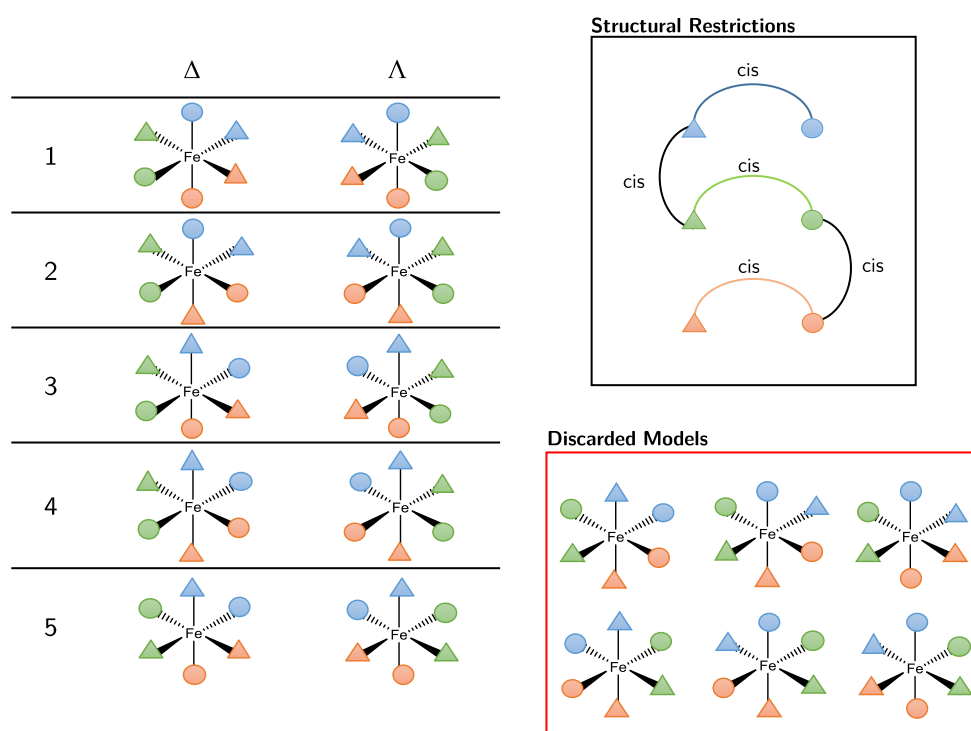 Structural Restrictions
Δ Λ
cis
cis
cis
cis
cis
1 Fe Fe
2 Fe Fe
3 Fe Fe
4 Fe Fe
5 Fe Fe
Discarded Models
Fe Fe Fe
Fe Fe Fe